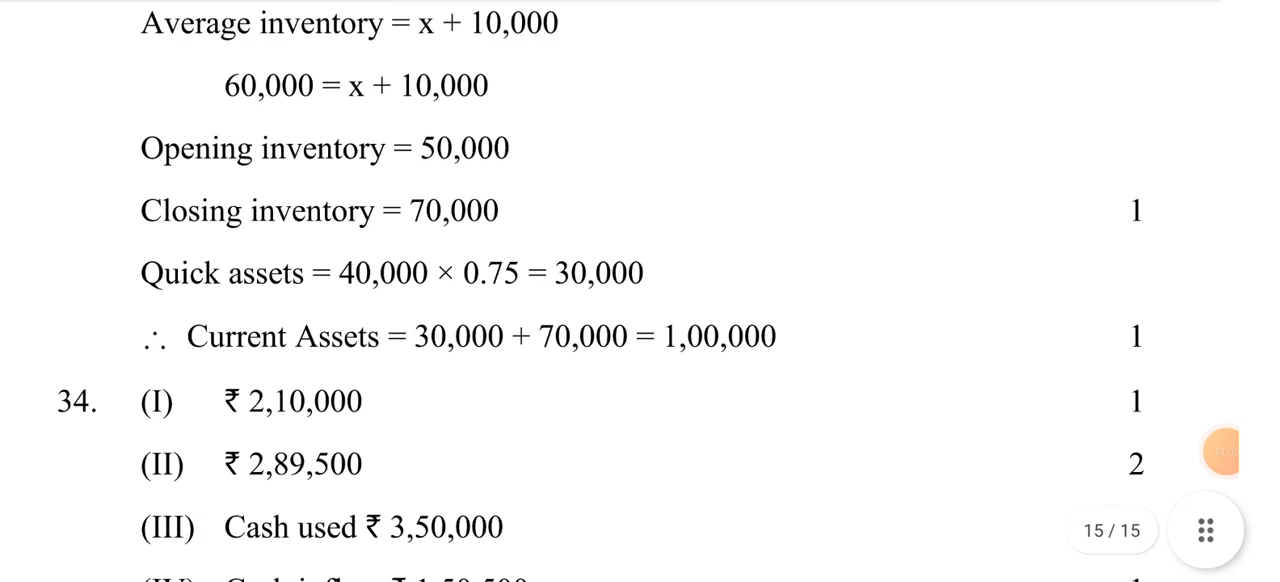 Average inventory = x + 10,000
60,000 = x + 10,000
Opening inventory = 50,000
Closing inventory = 70,000 1
Quick assets = 40,000 × 0.75 = 30,000
∴ Current Assets = 30,000 + 70,000 = 1,00,000 1
34. (I) ₹ 2,10,000 1
(II) ₹ 2,89,500 2
(III) Cash used ₹ 3,50,000
15 / 15